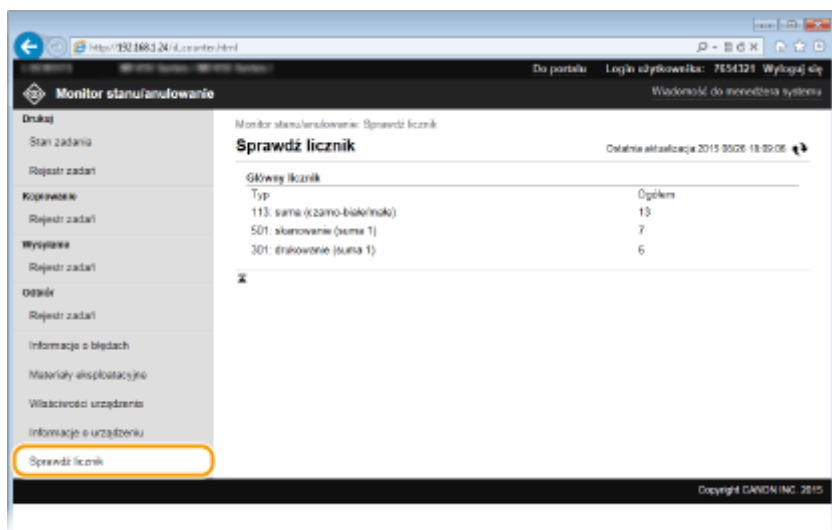 http://192.168.1.24/d_counter.html
Do portalu Login użytkownika: 7654321 Wyloguj się
Monitor stanu/anulowanie
Wiadomość do menedżera systemu
Drukuj
Stan zadania
Rejestr zadań
Kopiowanie
Rejestr zadań
Wysyłanie
Rejestr zadań
Odbiór
Rejestr zadań
Informacje o błędach
Materiały eksploatacyjne
Właściwości urządzenia
Informacje o urządzeniu
Sprawdź licznik
Monitor stanu/anulowanie: Sprawdź licznik
Sprawdź licznik
Ostatnia aktualizacja 2015 08/26 18:09:06
Główny licznik
Typ Ogółem
113: suma (czarno-białe/małe) 13
501: skanowanie (suma 1) 7
301: drukowanie (suma 1) 6
Copyright CANON INC. 2015